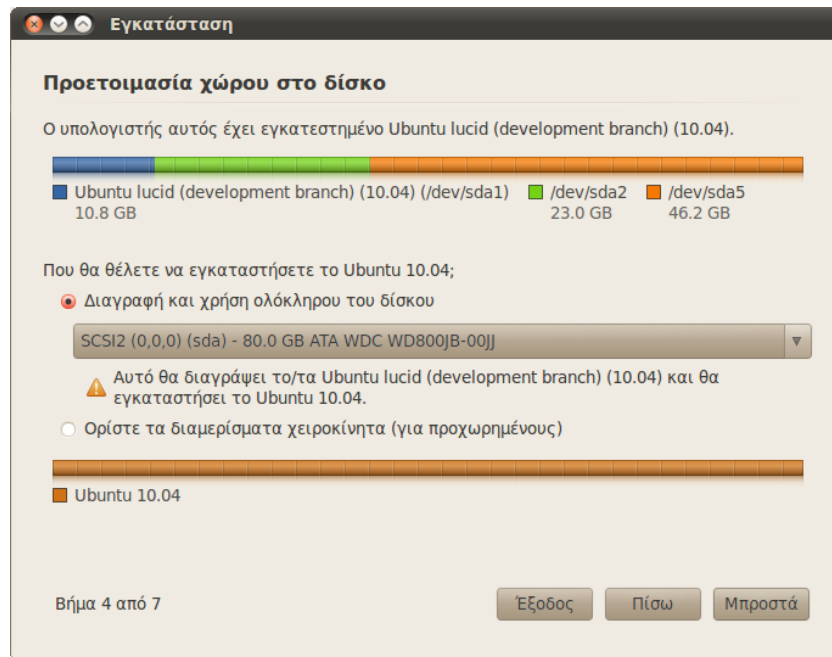 Εγκατάσταση
Προετοιμασία χώρου στο δίσκο
Ο υπολογιστής αυτός έχει εγκατεστημένο Ubuntu lucid (development branch) (10.04).
Ubuntu lucid (development branch) (10.04) (/dev/sda1) /dev/sda2 /dev/sda5
10.8 GB 23.0 GB 46.2 GB
Που θα θέλετε να εγκαταστήσετε το Ubuntu 10.04;
Διαγραφή και χρήση ολόκληρου του δίσκου
SCSI2 (0,0,0) (sda) - 80.0 GB ATA WDC WD800JB-00JJ
Αυτό θα διαγράψει το/τα Ubuntu lucid (development branch) (10.04) και θα
εγκαταστήσει το Ubuntu 10.04.
Ορίστε τα διαμερίσματα χειροκίνητα (για προχωρημένους)
Ubuntu 10.04
Βήμα 4 από 7 Έξοδος Πίσω Μπροστά